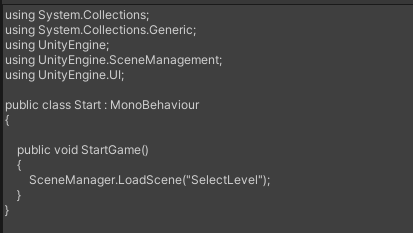 using System.Collections;
using System.Collections.Generic;
using UnityEngine;
using UnityEngine.SceneManagement;
using UnityEngine.UI;

public class Start : MonoBehaviour
{

    public void StartGame()
    {
        SceneManager.LoadScene("SelectLevel");
    }
}